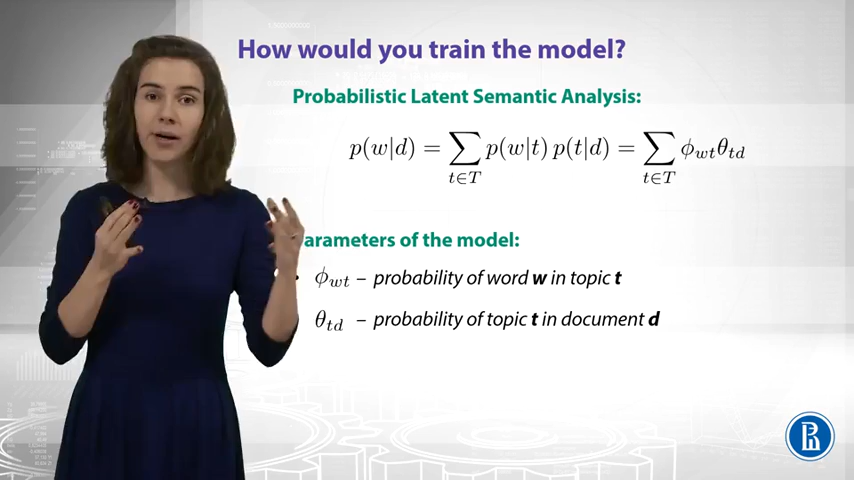 How would you train the model?
Probabilistic Latent Semantic Analysis:
p(w|d) = ∑_{t∈T} p(w|t) p(t|d) = ∑_{t∈T} ϕ_{wt}θ_{td}
arameters of the model:
ϕ_{wt} – probability of word w in topic t
θ_{td} – probability of topic t in document d